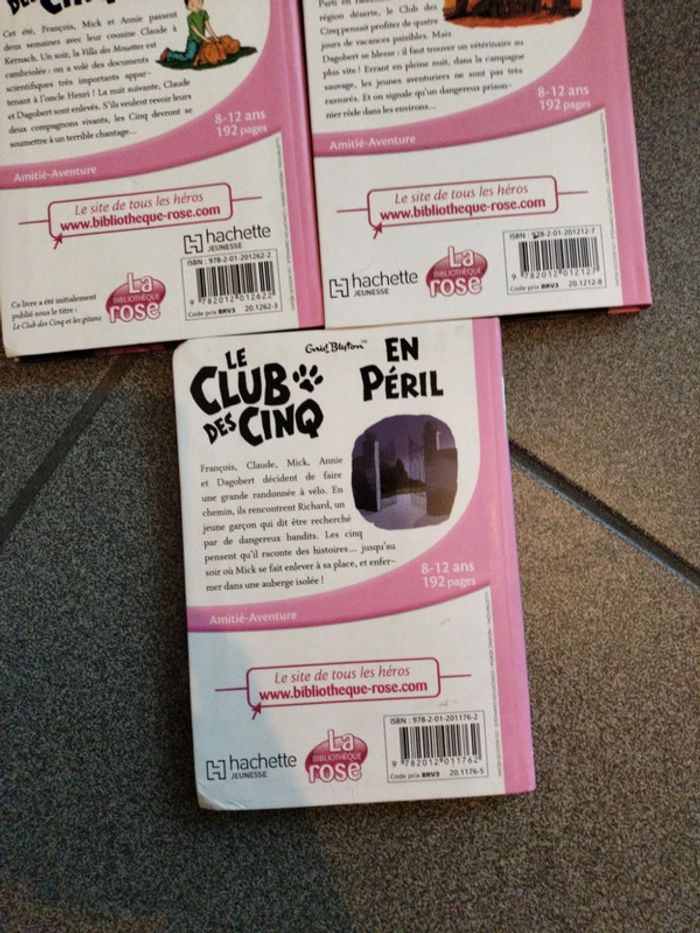 DES CINQ
Cet été, François, Mick et Annie passent
deux semaines avec leur cousine Claude à
Kernach. Un soir, la Villa des Mouettes est
cambriolée : on a volé des documents
scientifiques très importants appar-
tenant à l'oncle Henri ! La nuit suivante, Claude
et Dagobert sont enlevés. S'ils veulent revoir leurs
deux compagnons vivants, les Cinq devront se
soumettre à un terrible chantage...
8-12 ans
192 pages
Amitié-Aventure
Le site de tous les héros
www.bibliotheque-rose.com
hachette
JEUNESSE
Ce livre a été initialement
publié sous le titre :
Le Club des Cinq et les gitans
La
BIBLIOTHÈQUE
rose
ISBN : 978-2-01-201262-2
9 782012 012622
Code prix BRV3 20.1262-3
région déserte, le Club des
Cinq pensait profiter de quatre
jours de vacances paisibles. Mais
Dagobert se blesse : il faut trouver un vétérinaire au
plus vite ! Errant en pleine nuit, dans la campagne
sauvage, les jeunes aventuriers ne sont pas très
rassurés. Et on signale qu'un dangereux prison-
nier rôde dans les environs...
8-12 ans
192 pages
Amitié-Aventure
Le site de tous les héros
www.bibliotheque-rose.com
hachette
JEUNESSE
La
BIBLIOTHÈQUE
rose
ISBN : 978-2-01-201212-7
9 782012 012127
Code prix BRV3 20.1212-8
LE CLUB DES CINQ
Enid Blyton™
EN PÉRIL
François, Claude, Mick, Annie
et Dagobert décident de faire
une grande randonnée à vélo. En
chemin, ils rencontrent Richard, un
jeune garçon qui dit être recherché
par de dangereux bandits. Les cinq
pensent qu'il raconte des histoires... jusqu'au
soir où Mick se fait enlever à sa place, et enfer-
mer dans une auberge isolée !
8-12 ans
192 pages
Amitié-Aventure
Le site de tous les héros
www.bibliotheque-rose.com
hachette
JEUNESSE
La
BIBLIOTHÈQUE
rose
ISBN : 978-2-01-201176-2
9 782012 011762
Code prix BRV3 20.1176-5